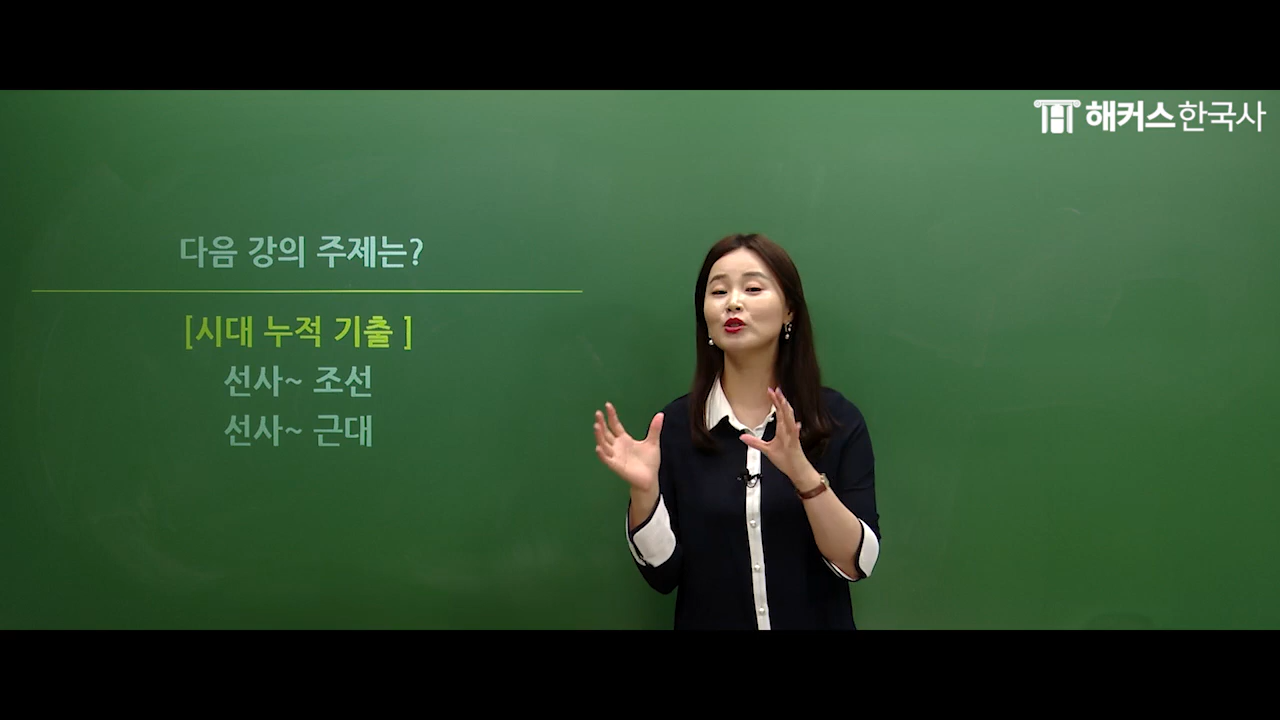 해커스한국사
다음 강의 주제는?
[시대 누적 기출 ]
선사~ 조선
선사~ 근대